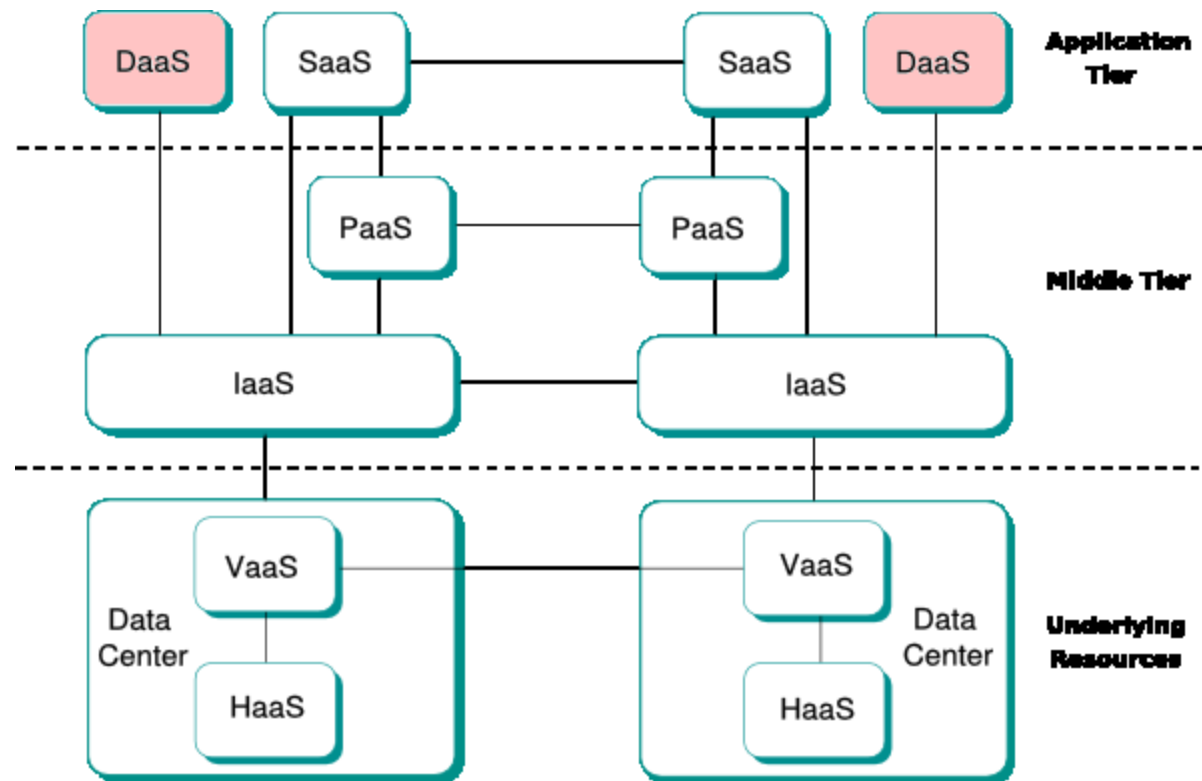 DaaS
SaaS
SaaS
DaaS
Application
Tier
PaaS
PaaS
Middle Tier
IaaS
IaaS
VaaS
VaaS
Data
Center
Data
Center
Underlying
Resources
HaaS
HaaS